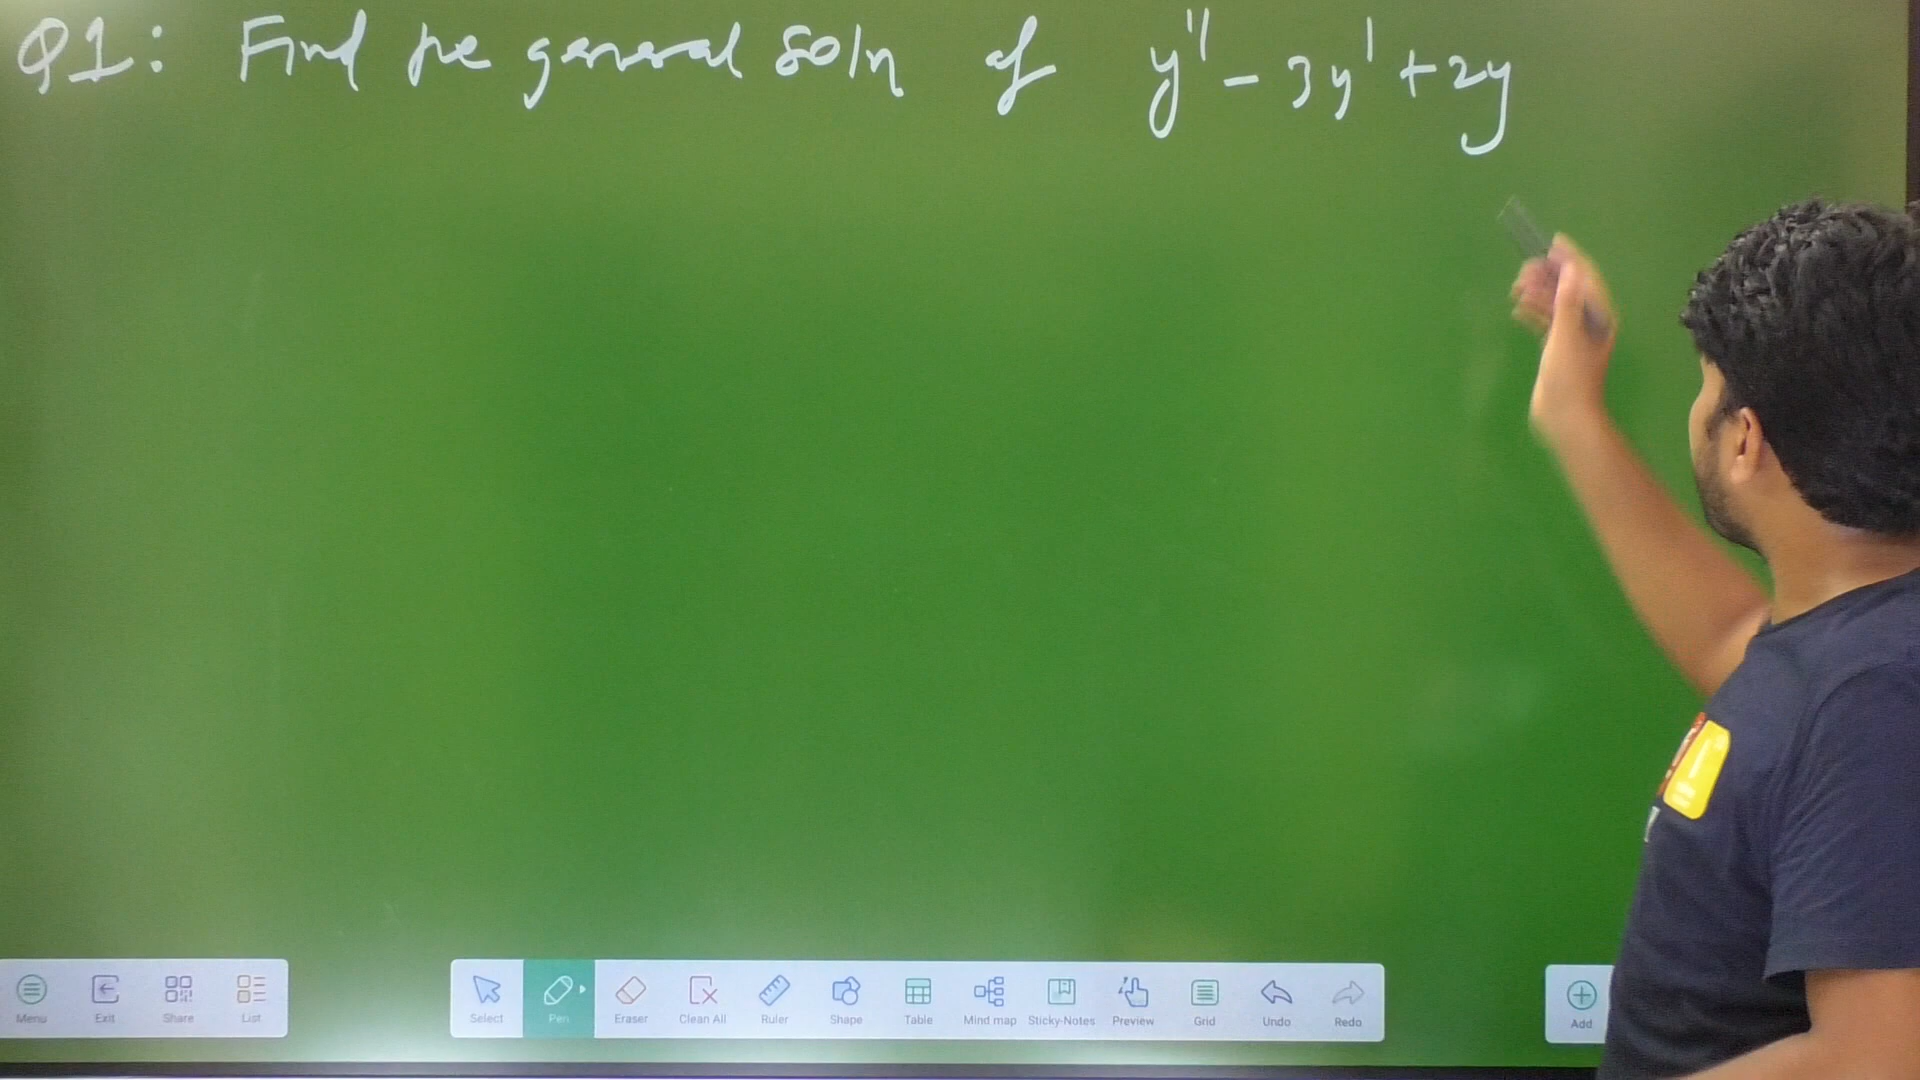 Q1: Find the general soln of y'' - 3y' + 2y
Menu Exit Share List Select Pen Eraser Clean All Ruler Shape Table Mind map Sticky-Notes Preview Grid Undo Redo Add